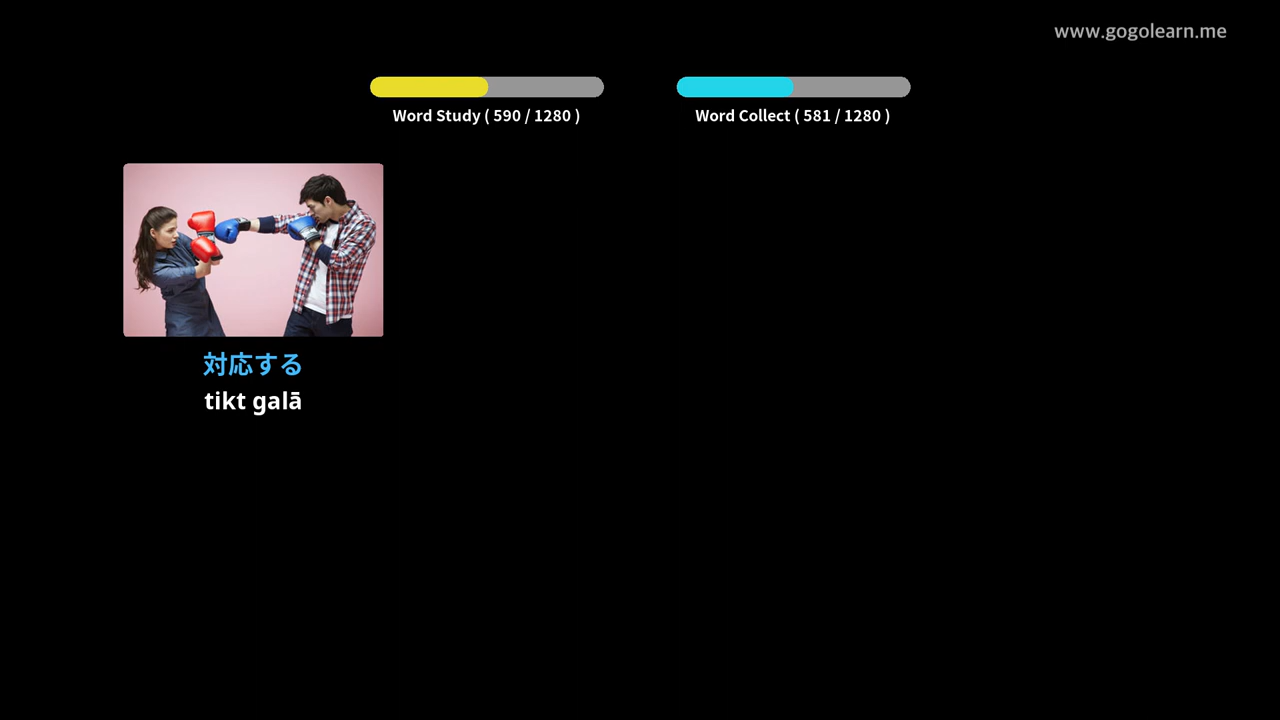 www.gogolearn.me
Word Study ( 590 / 1280 )
Word Collect ( 581 / 1280 )
対応する
tikt galā